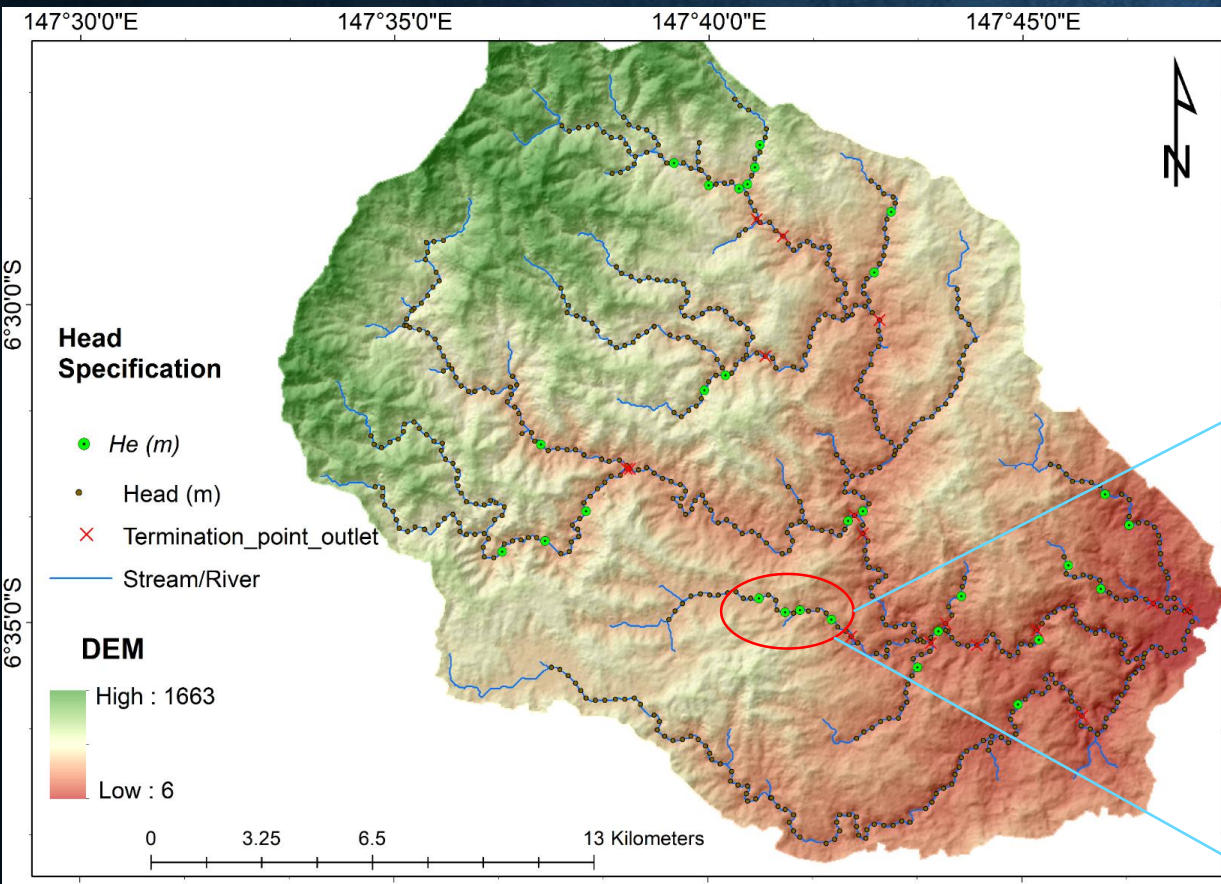 147°30'0"E
147°35'0"E
147°40'0"E
147°45'0"E
6°30'0"S
6°35'0"S
N
Head
Specification
He (m)
Head (m)
Termination_point_outlet
Stream/River
DEM
High : 1663
Low : 6
0
3.25
6.5
13 Kilometers